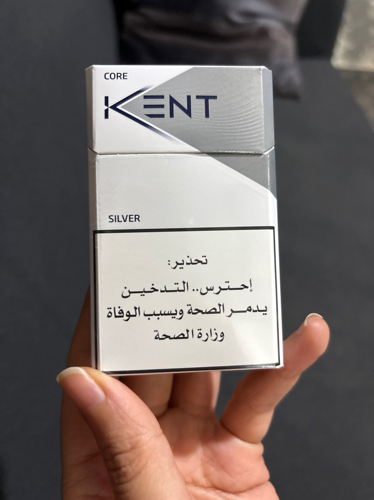 CORE
KENT
SILVER
تحذير:
إحترس.. التدخين
يدمر الصحة ويسبب الوفاة
وزارة الصحة